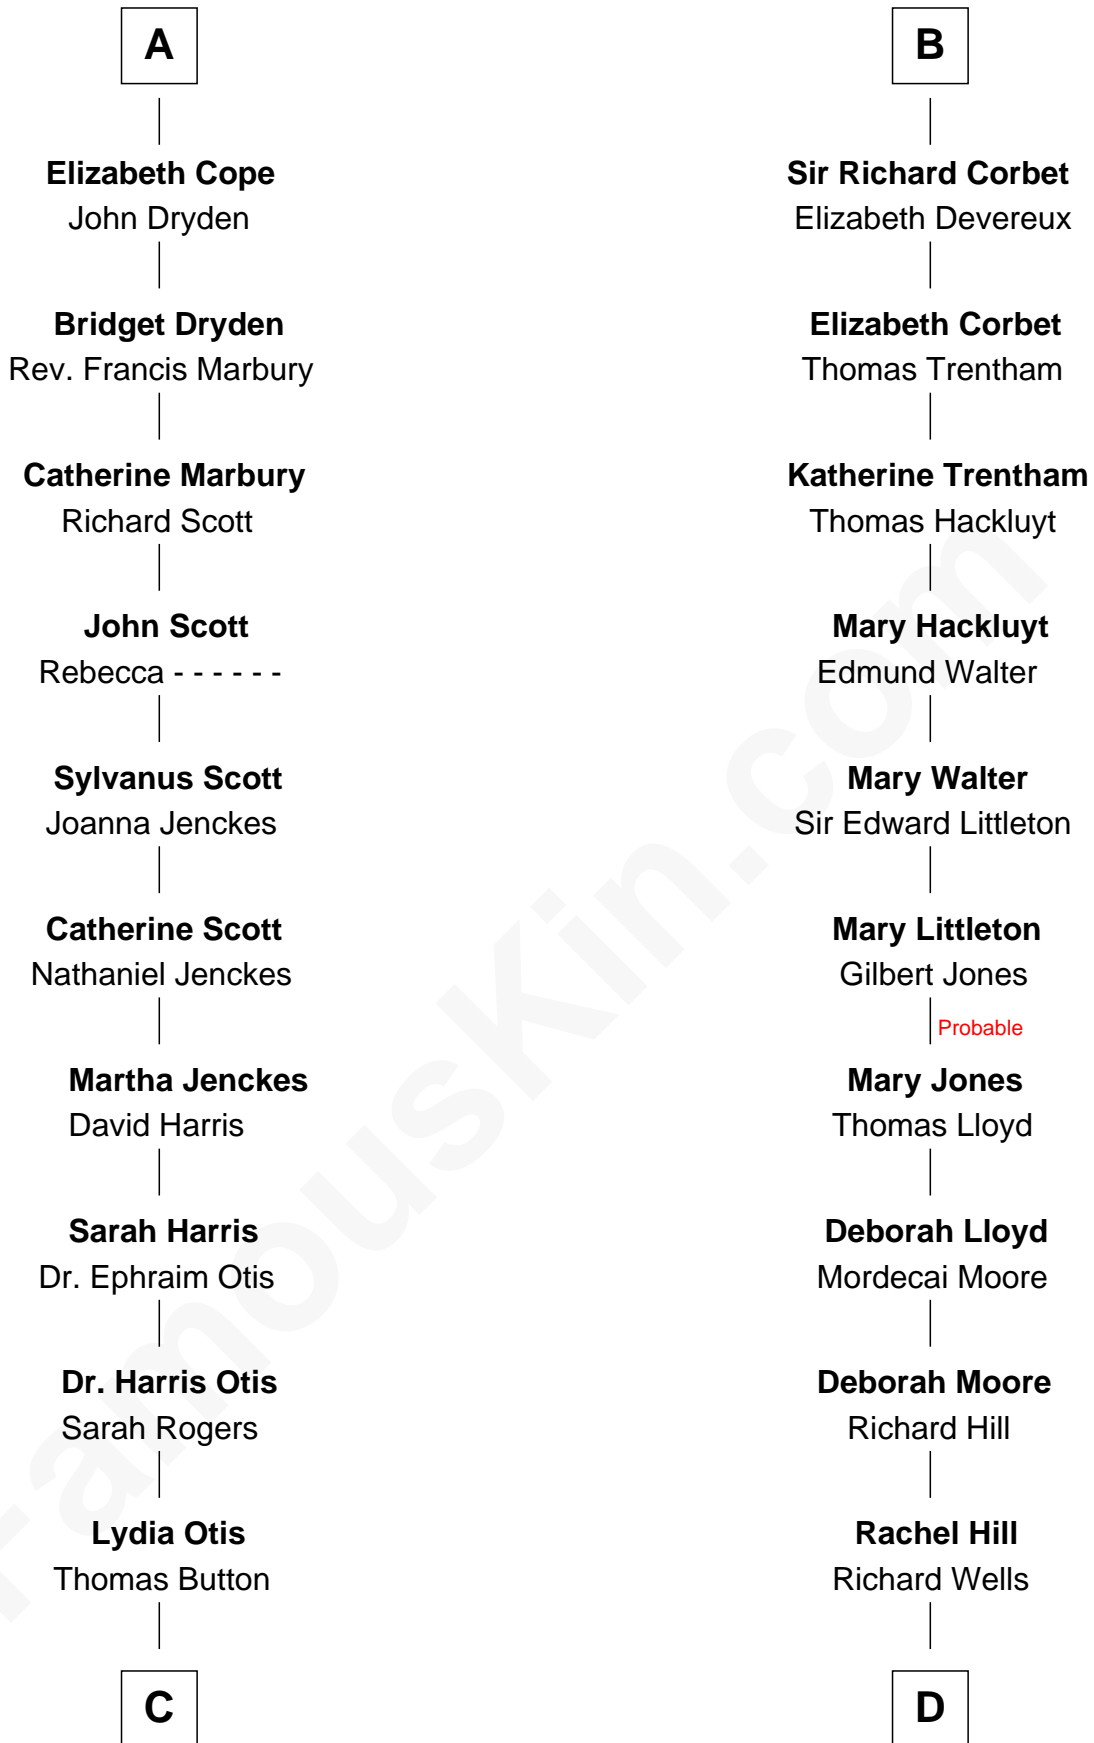 A
Elizabeth Cope
John Dryden
Bridget Dryden
Rev. Francis Marbury
Catherine Marbury
Richard Scott
John Scott
Rebecca - - - - - -
Sylvanus Scott
Joanna Jenckes
Catherine Scott
Nathaniel Jenckes
Martha Jenckes
David Harris
Sarah Harris
Dr. Ephraim Otis
Dr. Harris Otis
Sarah Rogers
Lydia Otis
Thomas Button
C
B
Sir Richard Corbet
Elizabeth Devereux
Elizabeth Corbet
Thomas Trentham
Katherine Trentham
Thomas Hackluyt
Mary Hackluyt
Edmund Walter
Mary Walter
Sir Edward Littleton
Mary Littleton
Gilbert Jones
Probable
Mary Jones
Thomas Lloyd
Deborah Lloyd
Mordecai Moore
Deborah Moore
Richard Hill
Rachel Hill
Richard Wells
D
FamousKin.com